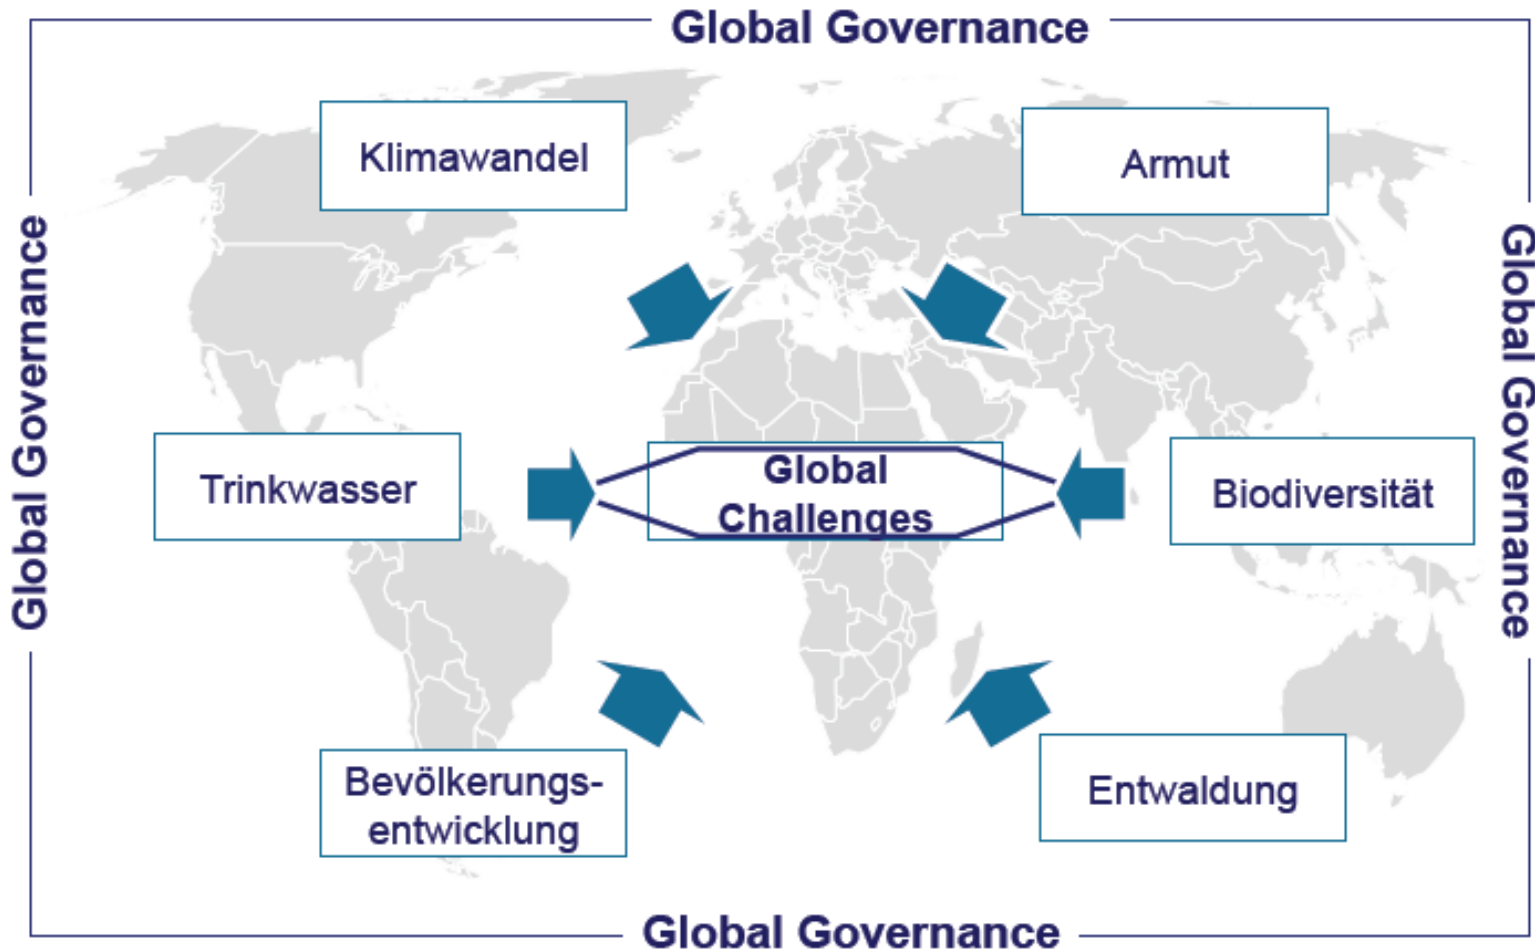 Global Governance
Klimawandel
Armut
Global Governance
Global Governance
Trinkwasser
Global
Challenges
Biodiversität
Bevölkerungs-
entwicklung
Entwaldung
Global Governance